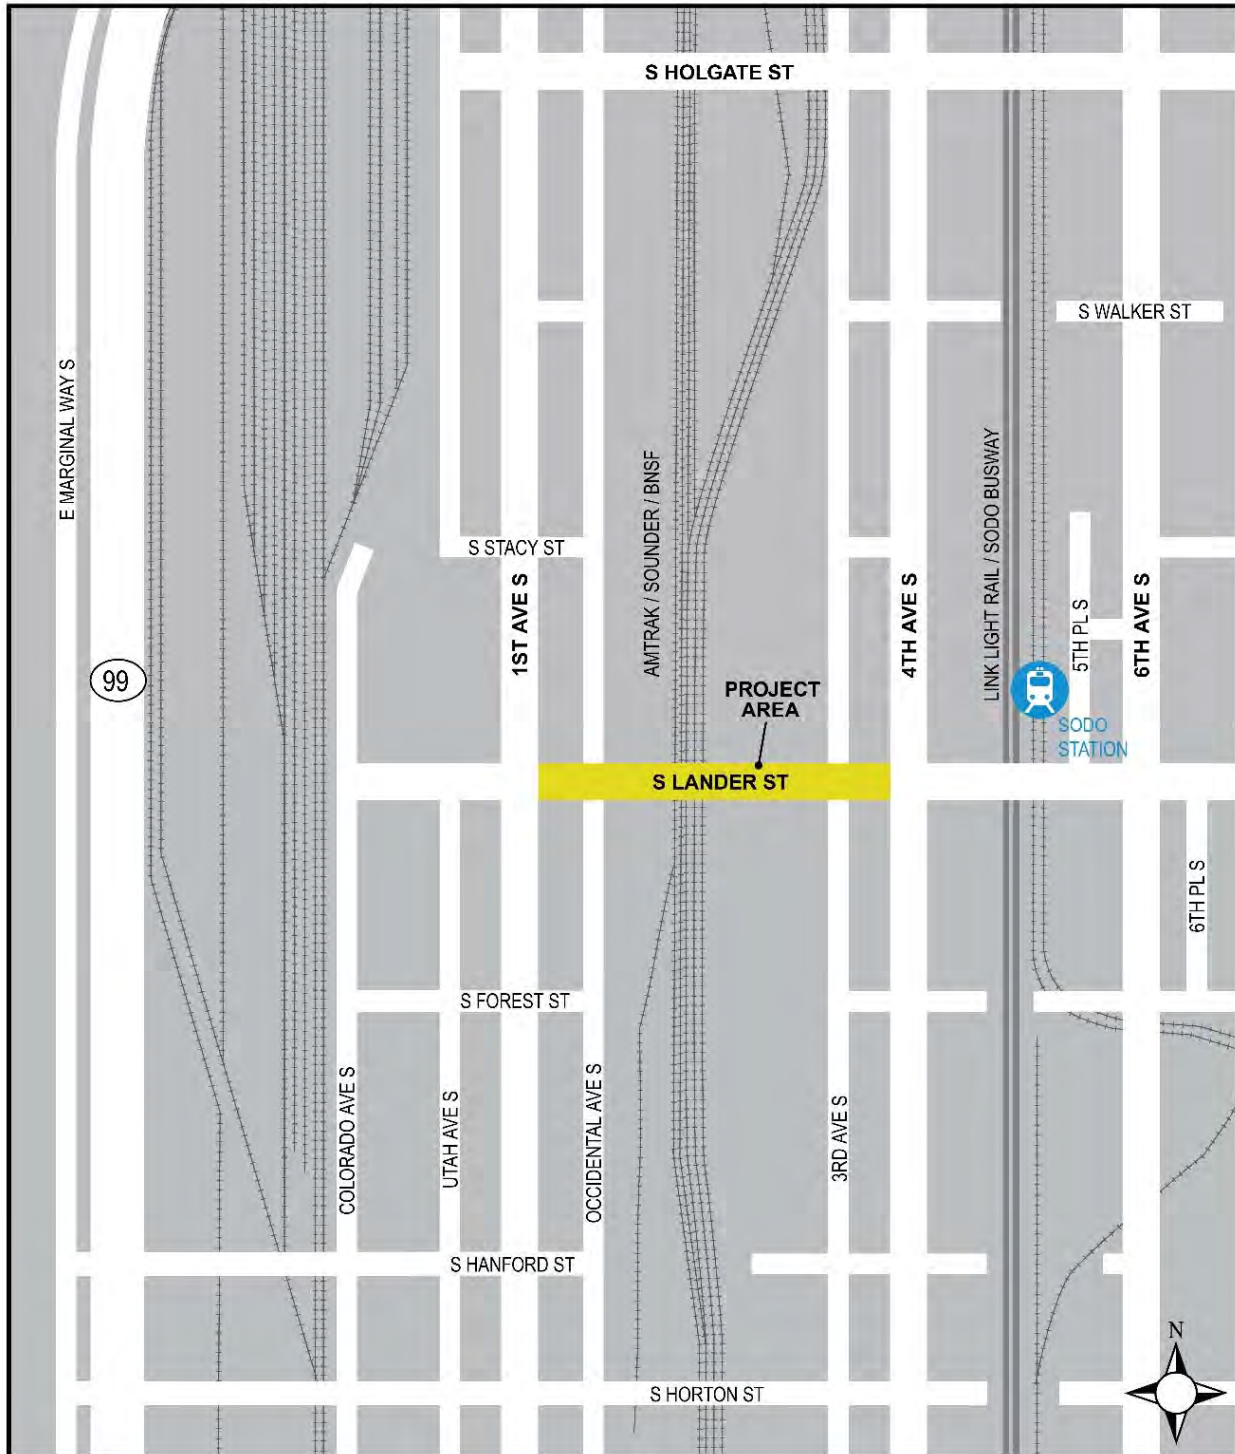 S HOLGATE ST
S WALKER ST
E MARGINAL WAY S
AMTRAK / SOUNDER / BNSF
LINK LIGHT RAIL / SODO BUSWAY
S STACY ST
1ST AVE S
4TH AVE S
5TH PL S
6TH AVE S
99
PROJECT
AREA
SODO
STATION
S LANDER ST
6TH PL S
S FOREST ST
COLORADO AVE S
UTAH AVE S
OCCIDENTAL AVE S
3RD AVE S
S HANFORD ST
N
S HORTON ST